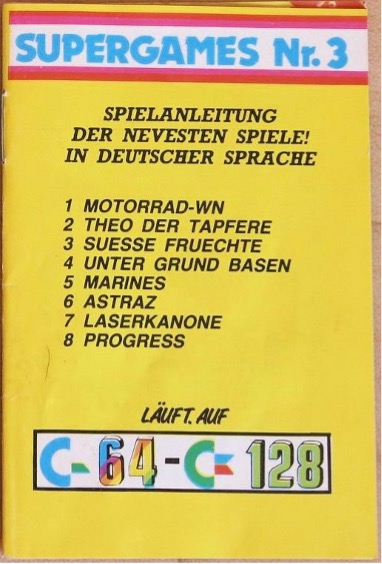 SUPERGAMES Nr. 3
SPIELANLEITUNG
DER NEVESTEN SPIELE!
IN DEUTSCHER SPRACHE
1 MOTORRAD-WN
2 THEO DER TAPFERE
3 SUESSE FRUECHTE
4 UNTER GRUND BASEN
5 MARINES
6 ASTRAZ
7 LASERKANONE
8 PROGRESS
LÄUFT. AUF
C-64-C 128